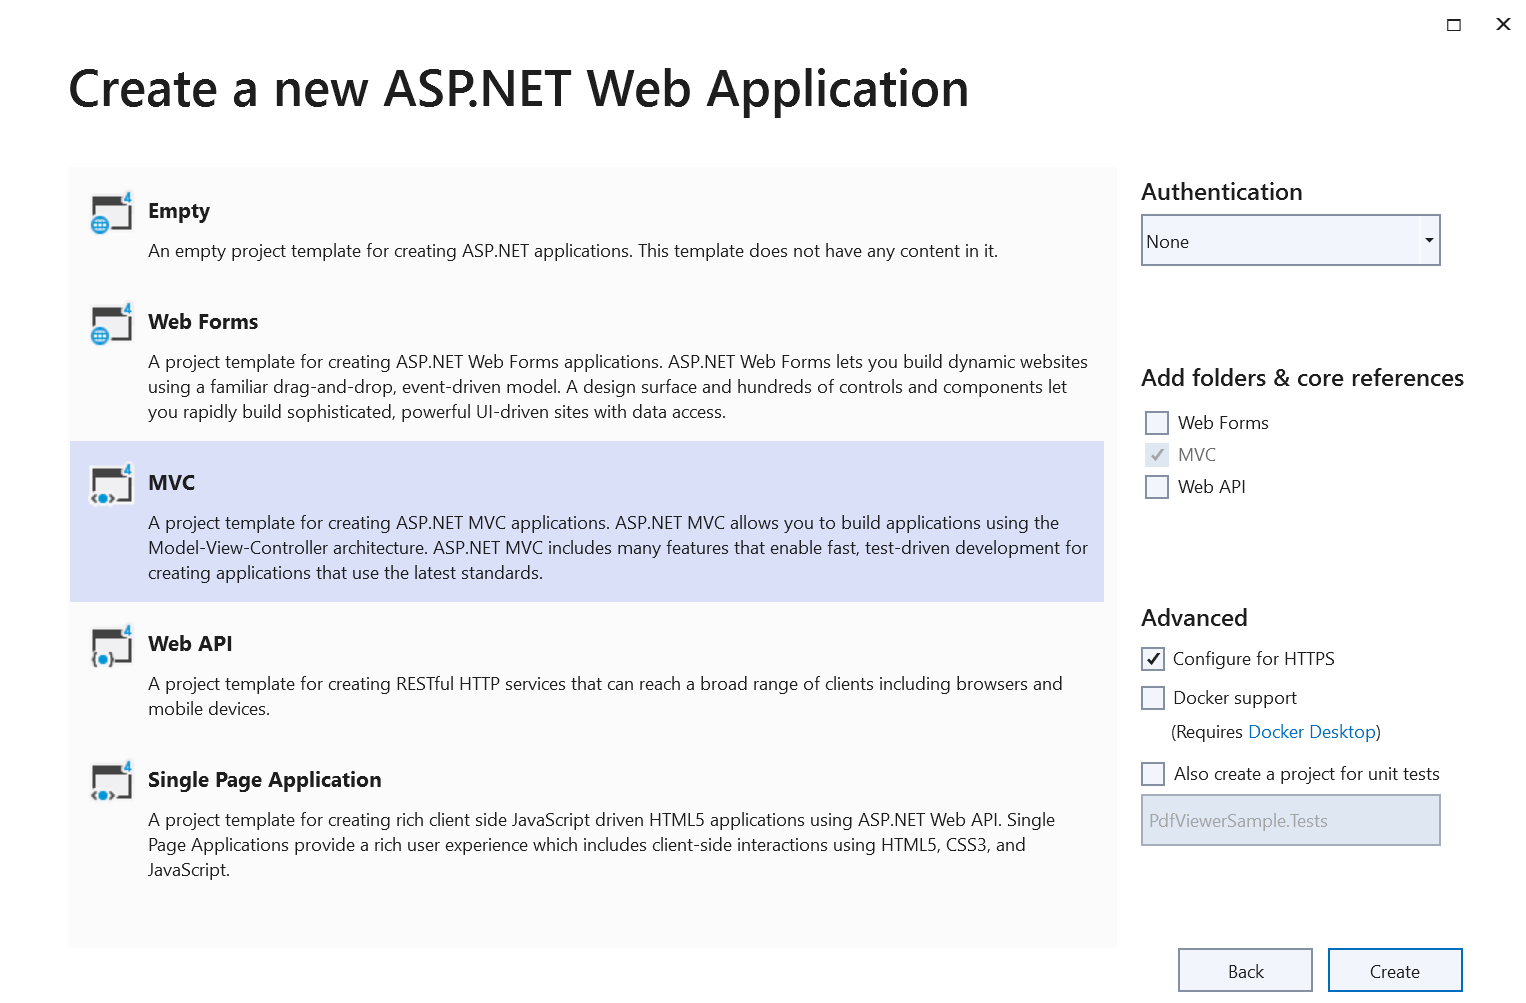 Create a new ASP.NET Web Application
Empty
An empty project template for creating ASP.NET applications. This template does not have any content in it.
Web Forms
A project template for creating ASP.NET Web Forms applications. ASP.NET Web Forms lets you build dynamic websites
using a familiar drag-and-drop, event-driven model. A design surface and hundreds of controls and components let
you rapidly build sophisticated, powerful UI-driven sites with data access.
MVC
A project template for creating ASP.NET MVC applications. ASP.NET MVC allows you to build applications using the
Model-View-Controller architecture. ASP.NET MVC includes many features that enable fast, test-driven development for
creating applications that use the latest standards.
Web API
A project template for creating RESTful HTTP services that can reach a broad range of clients including browsers and
mobile devices.
Single Page Application
A project template for creating rich client side JavaScript driven HTML5 applications using ASP.NET Web API. Single
Page Applications provide a rich user experience which includes client-side interactions using HTML5, CSS3, and
JavaScript.
Authentication
None
Add folders & core references
Web Forms
MVC
Web API
Advanced
Configure for HTTPS
Docker support
(Requires Docker Desktop)
Also create a project for unit tests
PdfViewerSample.Tests
Back
Create